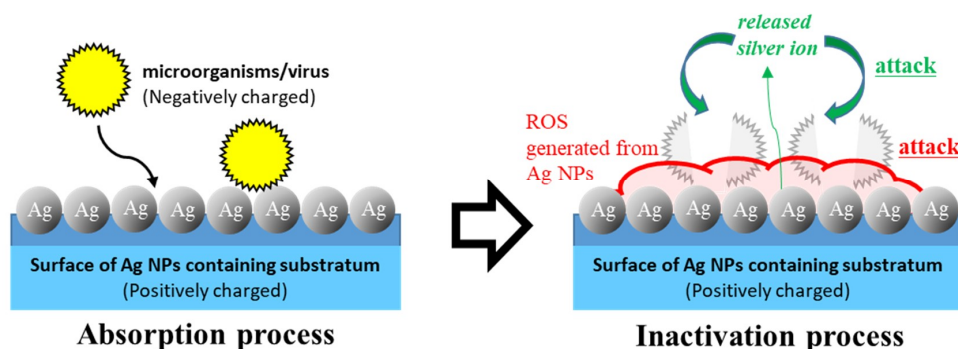 microorganisms/virus
(Negatively charged)
Ag Ag Ag Ag Ag Ag Ag Ag
Surface of Ag NPs containing substratum
(Positively charged)
Absorption process
released
silver ion
attack
ROS
generated from
Ag NPs
attack
Ag Ag Ag Ag Ag Ag Ag Ag
Surface of Ag NPs containing substratum
(Positively charged)
Inactivation process